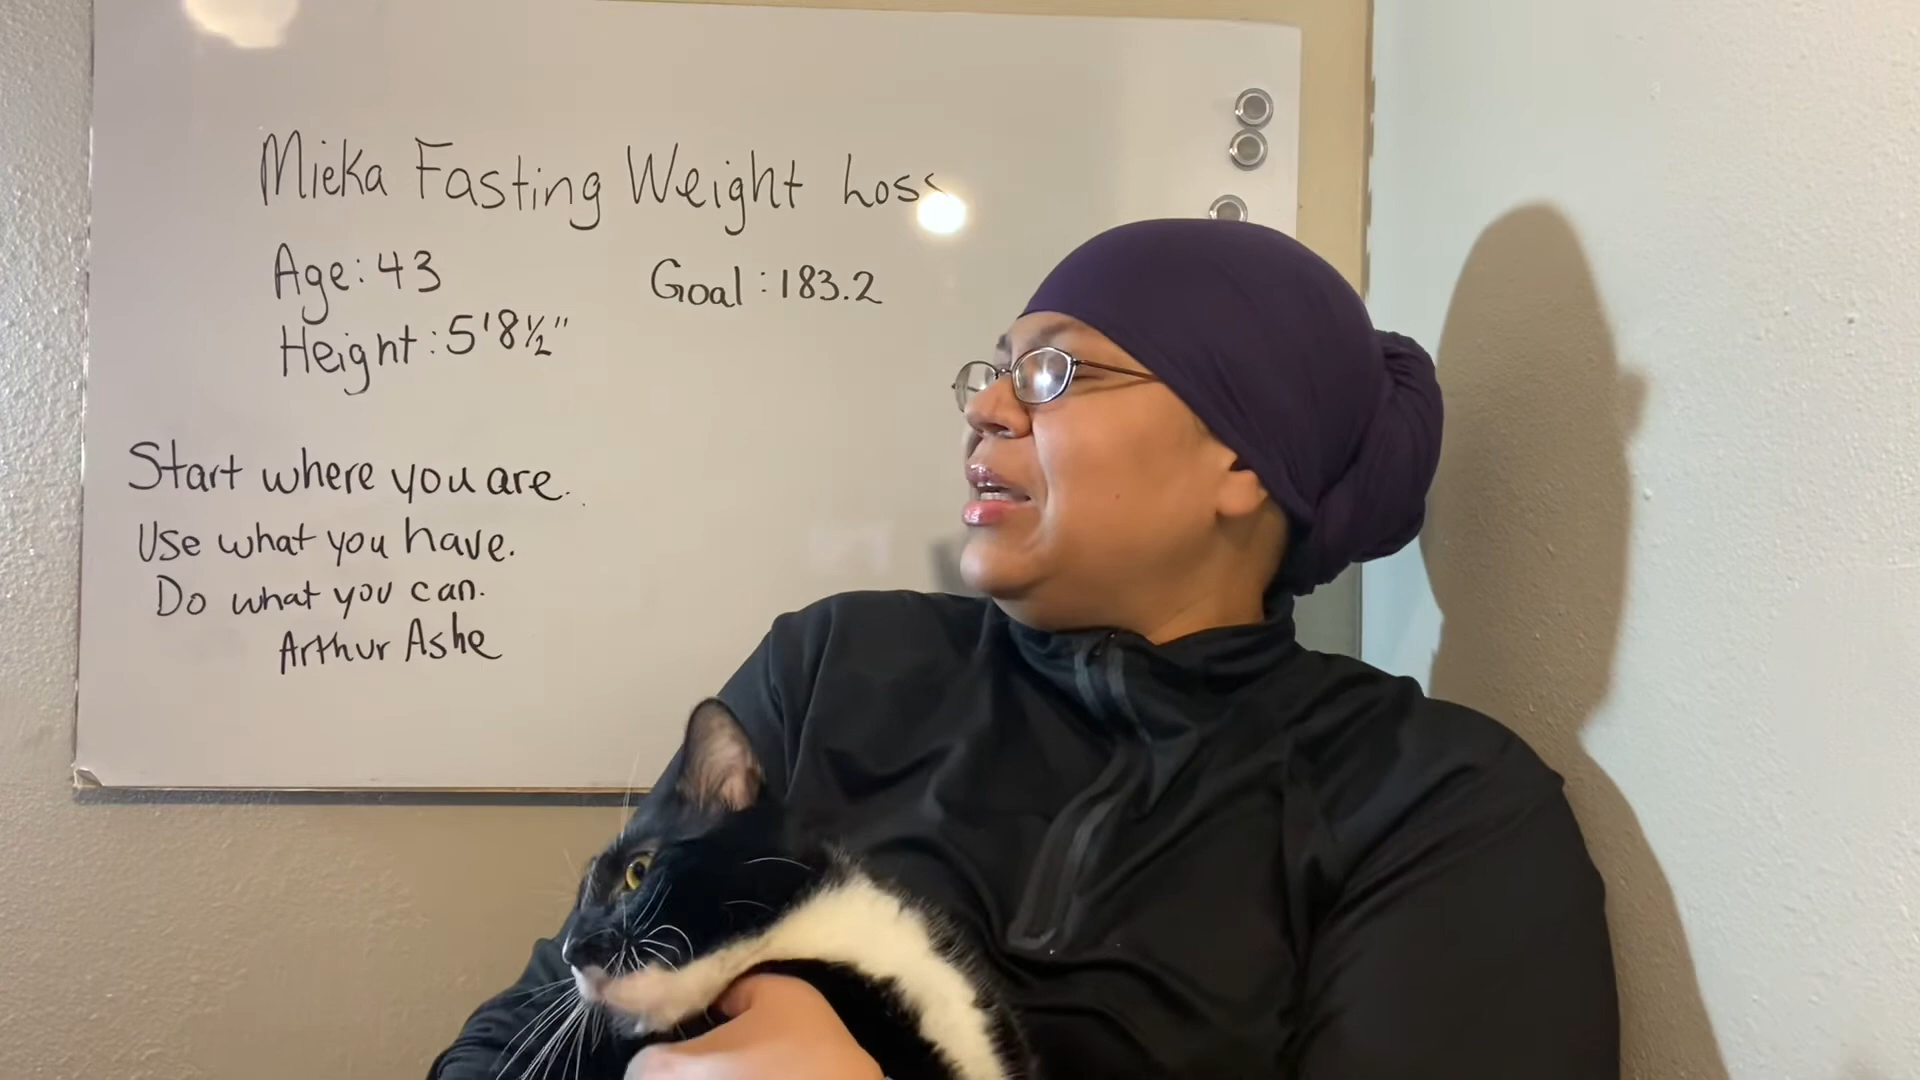 Mieka Fasting Weight Loss
Age: 43
Goal: 183.2
Height: 5'8½"
Start where you are.
Use what you have.
Do what you can.
Arthur Ashe